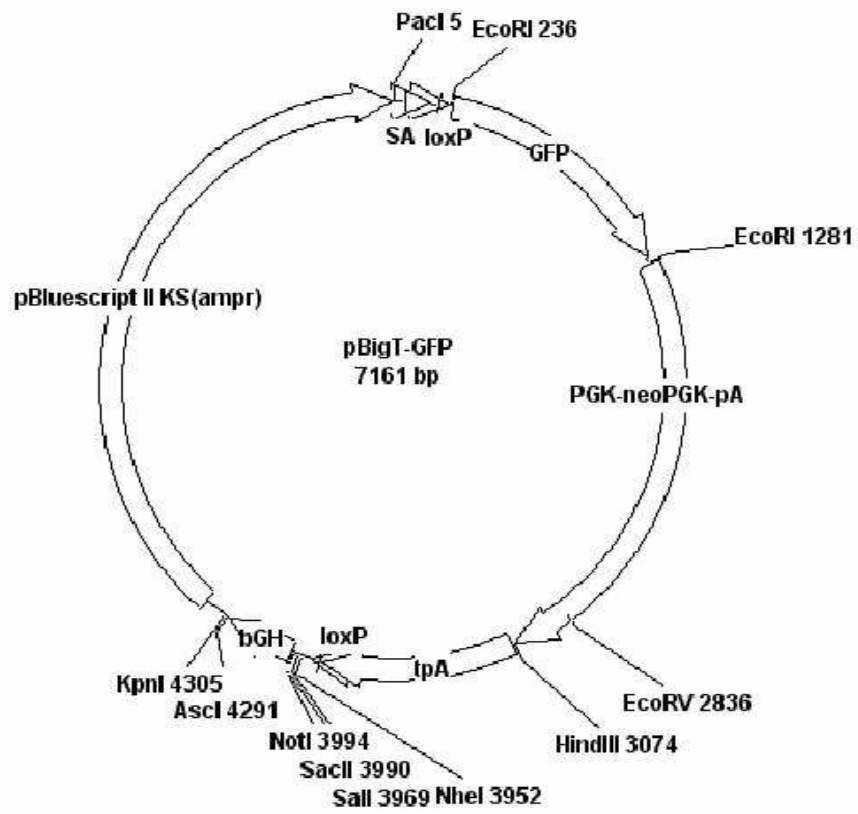 PacI 5
EcoRI 236
SA
loxP
GFP
EcoRI 1281
pBluescript II KS(ampr)
pBigT-GFP
7161 bp
PGK-neoPGK-pA
bGH
loxP
tpA
KpnI 4305
AscI 4291
EcoRV 2836
HindIII 3074
NotI 3994
SacII 3990
SalI 3969
NheI 3952